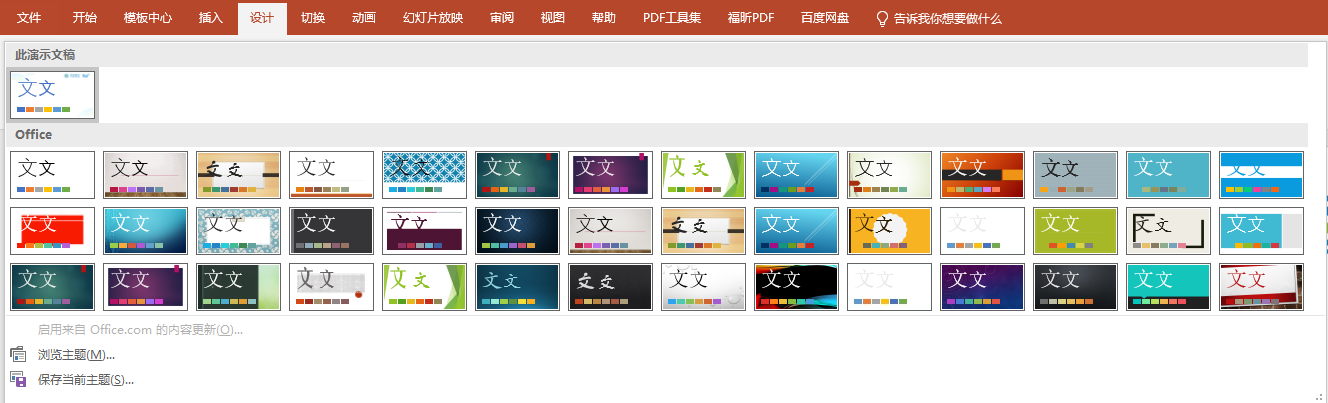 文件 开始 模板中心 插入 设计 切换 动画 幻灯片放映 审阅 视图 帮助 PDF工具集 福昕PDF 百度网盘 告诉我你想要做什么
此演示文稿
文文
Office
文文 文文 文文 文文 文文 文文 文文 文文 文文 文文 文文 文文 文文 文文
文文 文文 文文 文文 文文 文文 文文 文文 文文 文文 文文 文文 文文 文文
文文 文文 文文 文文 文文 文文 文文 文文 文文 文文 文文 文文 文文 文文
启用来自 Office.com 的内容更新(O)...
浏览主题(M)...
保存当前主题(S)...